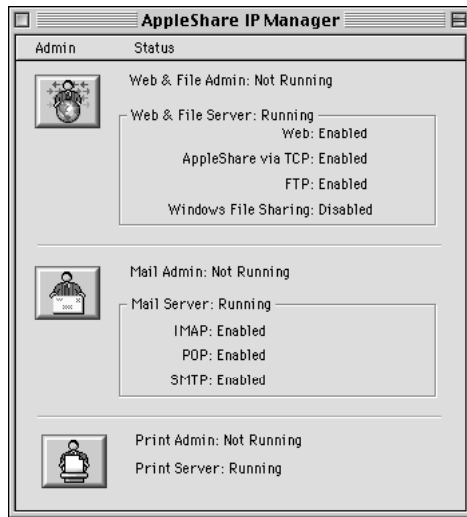 AppleShare IP Manager
Admin Status
Web & File Admin: Not Running
Web & File Server: Running
Web: Enabled
AppleShare via TCP: Enabled
FTP: Enabled
Windows File Sharing: Disabled
Mail Admin: Not Running
Mail Server: Running
IMAP: Enabled
POP: Enabled
SMTP: Enabled
Print Admin: Not Running
Print Server: Running